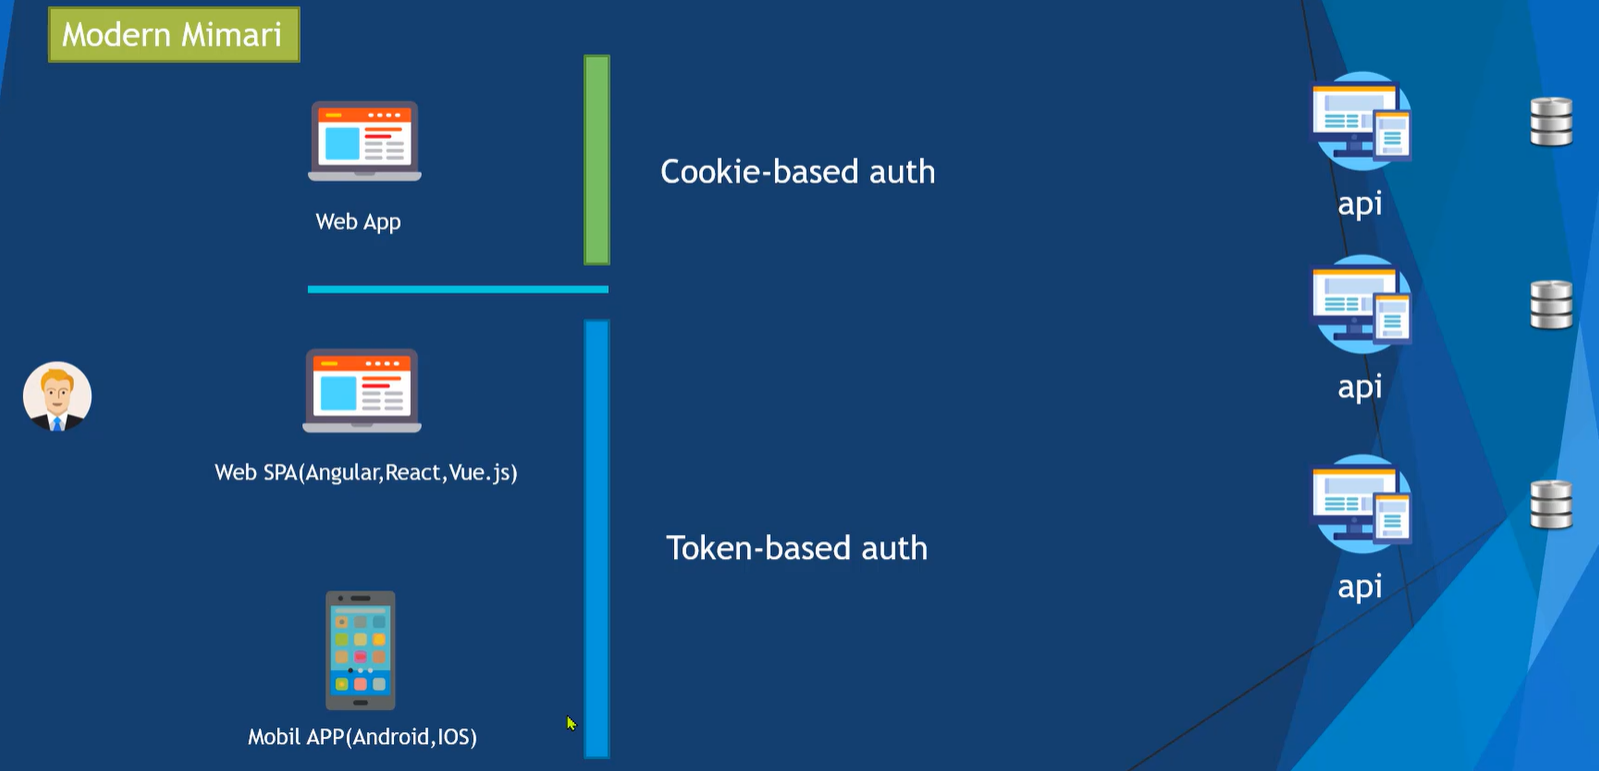 Modern Mimari
Web App
Cookie-based auth
api
api
Web SPA(Angular,React,Vue.js)
Token-based auth
api
Mobil APP(Android,IOS)